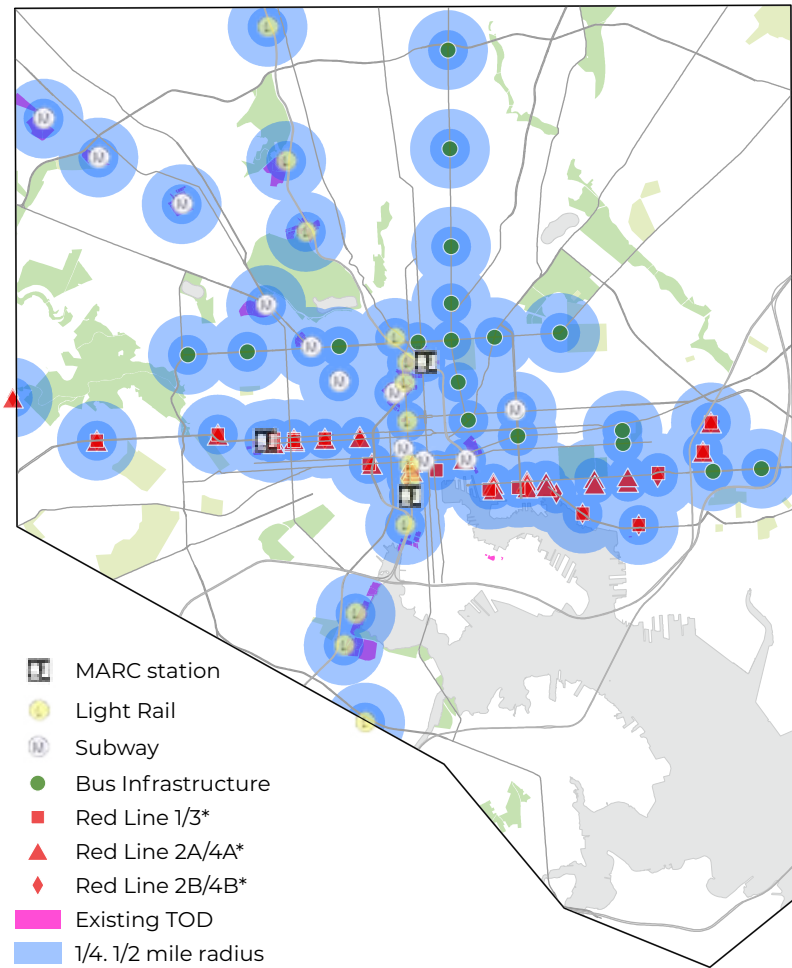 MARC station
Light Rail
Subway
Bus Infrastructure
Red Line 1/3*
Red Line 2A/4A*
Red Line 2B/4B*
Existing TOD
1/4. 1/2 mile radius